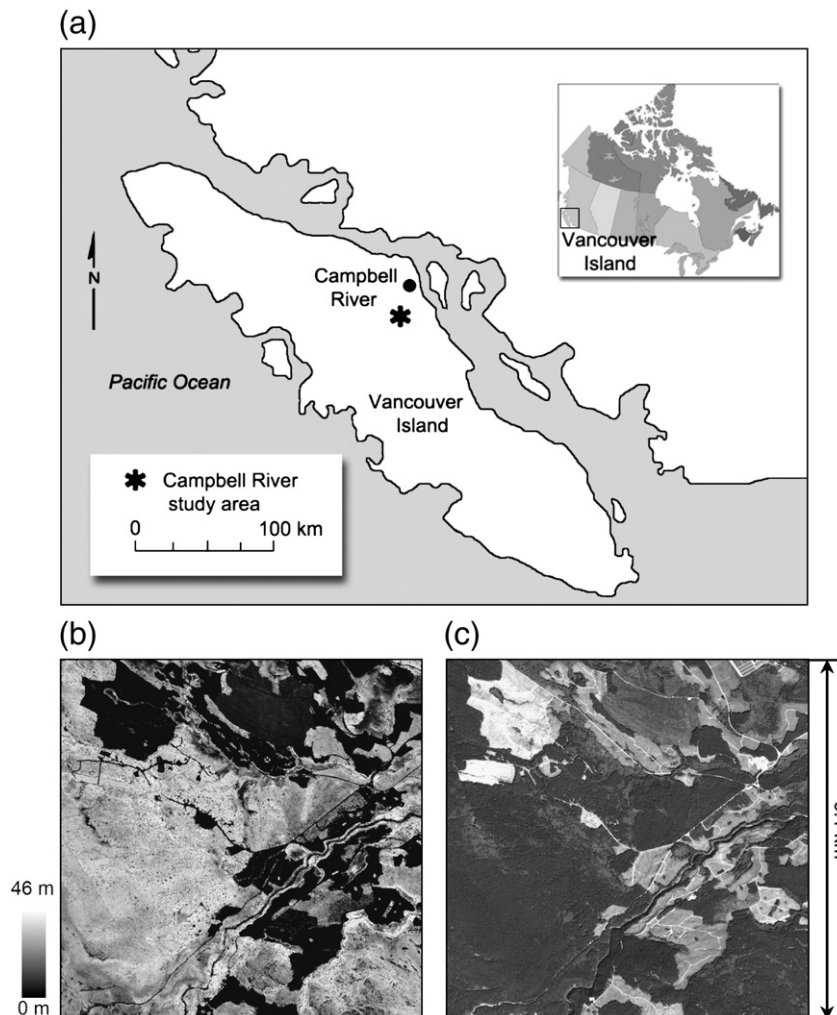 (a)
Vancouver
Island
Campbell
River
N
Pacific Ocean
Vancouver
Island
Campbell River
study area
0
100 km
(b)
(c)
46 m
0 m